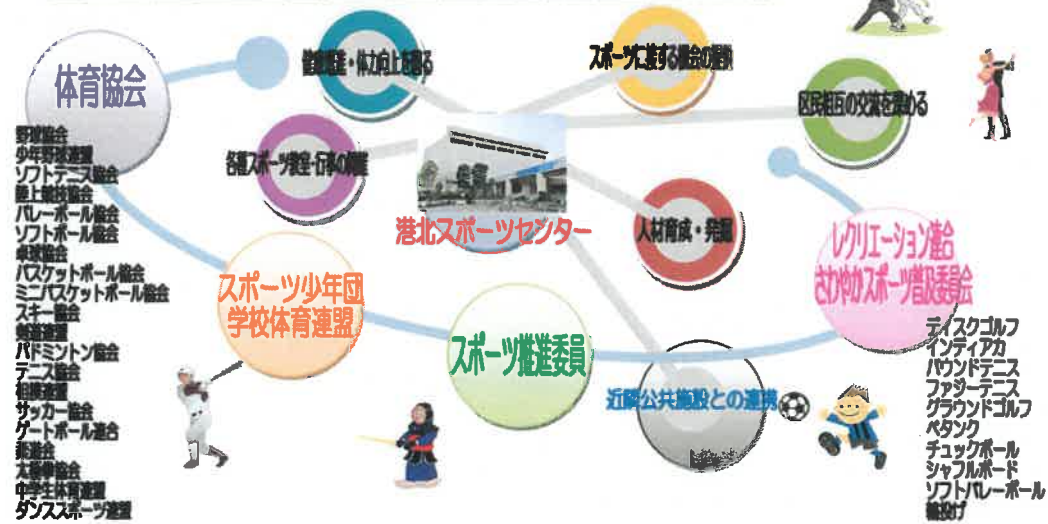 体育協会
野球協会
少年野球連盟
ソフトテニス協会
陸上競技協会
バレーボール協会
ソフトボール協会
卓球協会
バスケットボール協会
ミニバスケットボール協会
スキー協会
剣道連盟
バドミントン協会
テニス協会
相撲連盟
サッカー協会
ゲートボール連合
柔道会
太極拳協会
中学生体育連盟
ダンススポーツ連盟
健康増進・体力向上を図る
スポーツに接する機会の提供
区民相互の交流を深める
各種スポーツ教室・行事の開催
港北スポーツセンター
人材育成・発掘
スポーツ少年団
学校体育連盟
スポーツ推進委員
近隣公共施設との連携
レクリエーション連合
さわやかスポーツ普及委員会
ディスクゴルフ
インディアカ
パウンドテニス
ファジーテニス
グラウンドゴルフ
ペタンク
チュックボール
シャフルボード
ソフトバレーボール
輪投げ